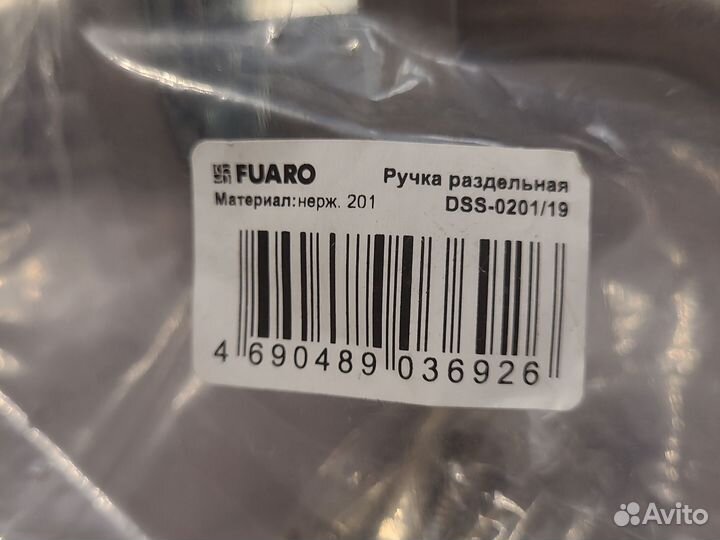 FUARO
Ручка раздельная
Материал:нерж. 201
DSS-0201/19
4 690489 036926
Avito